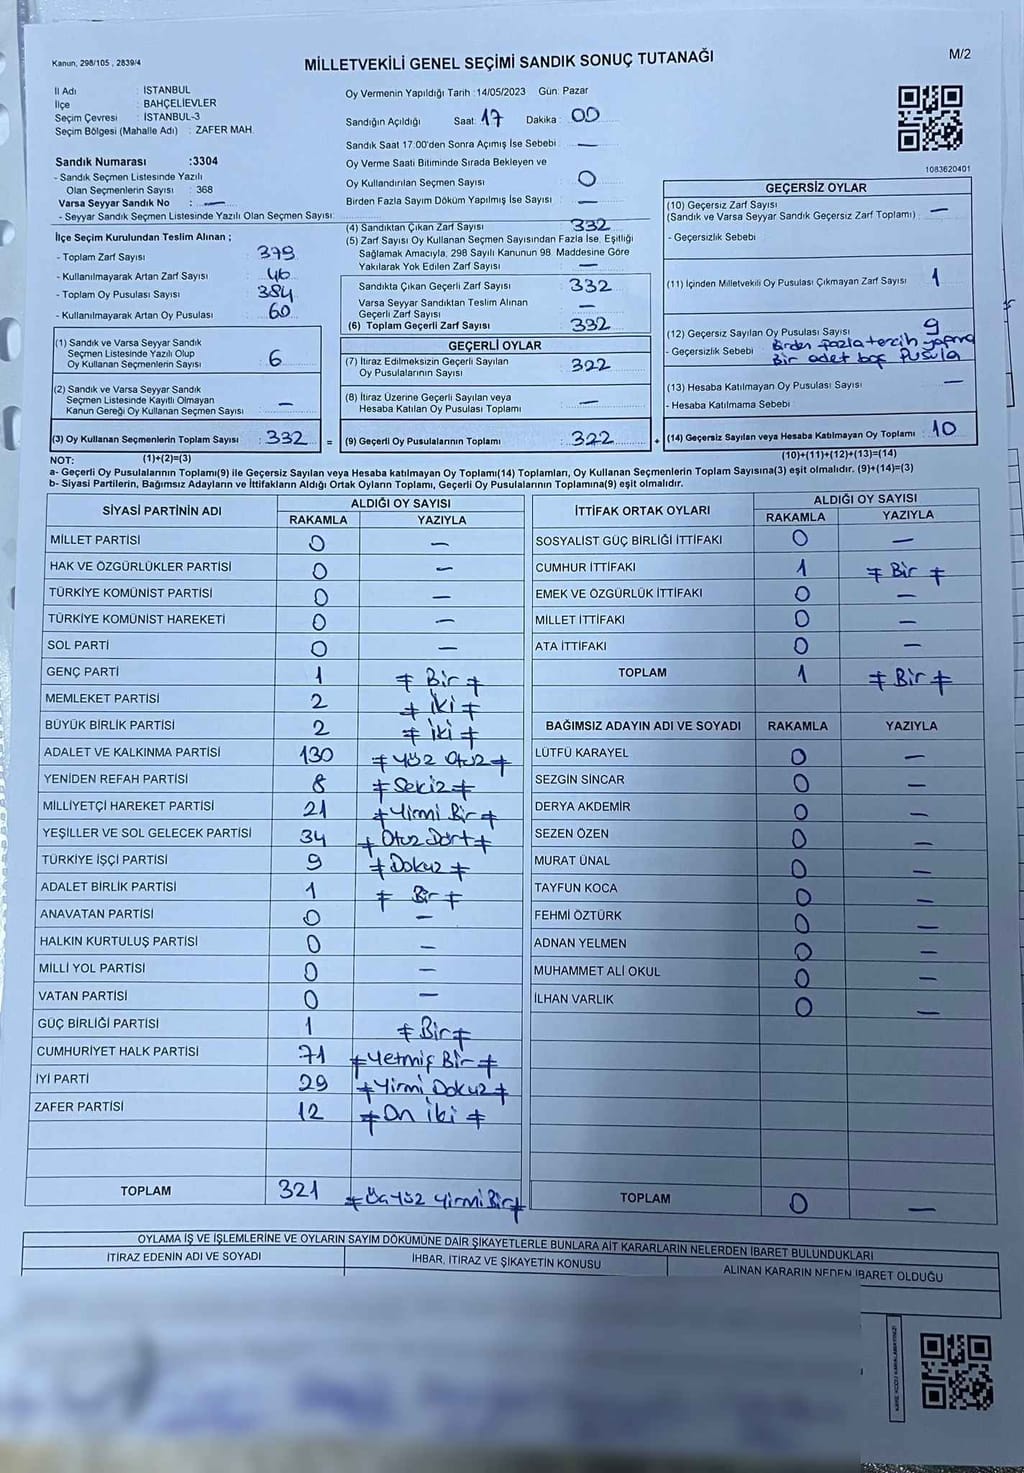 Kanun, 298/105 , 2839/4
MİLLETVEKİLİ GENEL SEÇİMİ SANDIK SONUÇ TUTANAĞI
M/2
İl Adı : İSTANBUL
İlçe : BAHÇELİEVLER
Seçim Çevresi : İSTANBUL-3
Seçim Bölgesi (Mahalle Adı) : ZAFER MAH.
Sandık Numarası :3304
- Sandık Seçmen Listesinde Yazılı
Olan Seçmenlerin Sayısı : 368
Varsa Seyyar Sandık No : —
- Seyyar Sandık Seçmen Listesinde Yazılı Olan Seçmen Sayısı:
Oy Vermenin Yapıldığı Tarih :14/05/2023 Gün: Pazar
Sandığın Açıldığı Saat: 17 Dakika : 00
Sandık Saat 17:00'den Sonra Açımış İse Sebebi : —
Oy Verme Saati Bitiminde Sırada Bekleyen ve
Oy Kullandırılan Seçmen Sayısı : 0
Birden Fazla Sayım Döküm Yapılmış İse Sayısı : —
1083620401
İlçe Seçim Kurulundan Teslim Alınan ;
- Toplam Zarf Sayısı : 379
- Kullanılmayarak Artan Zarf Sayısı : 46
- Toplam Oy Pusulası Sayısı : 384
- Kullanılmayarak Artan Oy Pusulası : 60
(1) Sandık ve Varsa Seyyar Sandık
Seçmen Listesinde Yazılı Olup
Oy Kullanan Seçmenlerin Sayısı : 6
(2) Sandık ve Varsa Seyyar Sandık
Seçmen Listesinde Kayıtlı Olmayan
Kanun Gereği Oy Kullanan Seçmen Sayısı : —
(3) Oy Kullanan Seçmenlerin Toplam Sayısı : 332 =
(4) Sandıktan Çıkan Zarf Sayısı : 332
(5) Zarf Sayısı Oy Kullanan Seçmen Sayısından Fazla İse, Eşitliği
Sağlamak Amacıyla, 298 Sayılı Kanunun 98. Maddesine Göre
Yakılarak Yok Edilen Zarf Sayısı : —
Sandıkta Çıkan Geçerli Zarf Sayısı : 332
Varsa Seyyar Sandıktan Teslim Alınan
Geçerli Zarf Sayısı : —
(6) Toplam Geçerli Zarf Sayısı : 332
GEÇERLİ OYLAR
(7) İtiraz Edilmeksizin Geçerli Sayılan
Oy Pusulalarının Sayısı : 322
(8) İtiraz Üzerine Geçerli Sayılan veya
Hesaba Katılan Oy Pusulası Toplamı : —
(9) Geçerli Oy Pusulalarının Toplamı : 322 +
GEÇERSİZ OYLAR
(10) Geçersiz Zarf Sayısı
(Sandık ve Varsa Seyyar Sandık Geçersiz Zarf Toplamı) : —
- Geçersizlik Sebebi :
(11) İçinden Milletvekili Oy Pusulası Çıkmayan Zarf Sayısı : 1
(12) Geçersiz Sayılan Oy Pusulası Sayısı : 9
- Geçersizlik Sebebi : Birden fazla tercih yapma
Bir adet boş pusula
(13) Hesaba Katılmayan Oy Pusulası Sayısı : —
- Hesaba Katılmama Sebebi :
(14) Geçersiz Sayılan veya Hesaba Katılmayan Oy Toplamı : 10
NOT: (1)+(2)=(3)
(10)+(11)+(12)+(13)=(14)
a- Geçerli Oy Pusulalarının Toplamı(9) ile Geçersiz Sayılan veya Hesaba katılmayan Oy Toplamı(14) Toplamları, Oy Kullanan Seçmenlerin Toplam Sayısına(3) eşit olmalıdır. (9)+(14)=(3)
b- Siyasi Partilerin, Bağımsız Adayların ve İttifakların Aldığı Ortak Oyların Toplamı, Geçerli Oy Pusulalarının Toplamına(9) eşit olmalıdır.
SİYASİ PARTİNİN ADI ALDIĞI OY SAYISI
RAKAMLA YAZIYLA
MİLLET PARTİSİ 0 —
HAK VE ÖZGÜRLÜKLER PARTİSİ 0 —
TÜRKİYE KOMÜNİST PARTİSİ 0 —
TÜRKİYE KOMÜNİST HAREKETİ 0 —
SOL PARTİ 0 —
GENÇ PARTİ 1 ≠ Bir ≠
MEMLEKET PARTİSİ 2 ≠ İki ≠
BÜYÜK BİRLİK PARTİSİ 2 ≠ İki ≠
ADALET VE KALKINMA PARTİSİ 130 ≠ Yüz Otuz ≠
YENİDEN REFAH PARTİSİ 8 ≠ Sekiz ≠
MİLLİYETÇİ HAREKET PARTİSİ 21 ≠ Yirmi Bir ≠
YEŞİLLER VE SOL GELECEK PARTİSİ 34 ≠ Otuz Dört ≠
TÜRKİYE İŞÇİ PARTİSİ 9 ≠ Dokuz ≠
ADALET BİRLİK PARTİSİ 1 ≠ Bir ≠
ANAVATAN PARTİSİ 0 —
HALKIN KURTULUŞ PARTİSİ 0 —
MİLLİ YOL PARTİSİ 0 —
VATAN PARTİSİ 0 —
GÜÇ BİRLİĞİ PARTİSİ 1 ≠ Bir ≠
CUMHURİYET HALK PARTİSİ 71 ≠ Yetmiş Bir ≠
İYİ PARTİ 29 ≠ Yirmi Dokuz ≠
ZAFER PARTİSİ 12 ≠ On iki ≠
TOPLAM 321 ≠ Üçyüz Yirmi Bir ≠
İTTİFAK ORTAK OYLARI ALDIĞI OY SAYISI
RAKAMLA YAZIYLA
SOSYALİST GÜÇ BİRLİĞİ İTTİFAKI 0 —
CUMHUR İTTİFAKI 1 ≠ Bir ≠
EMEK VE ÖZGÜRLÜK İTTİFAKI 0 —
MİLLET İTTİFAKI 0 —
ATA İTTİFAKI 0 —
TOPLAM 1 ≠ Bir ≠
BAĞIMSIZ ADAYIN ADI VE SOYADI RAKAMLA YAZIYLA
LÜTFÜ KARAYEL 0 —
SEZGİN SİNCAR 0 —
DERYA AKDEMİR 0 —
SEZEN ÖZEN 0 —
MURAT ÜNAL 0 —
TAYFUN KOCA 0 —
FEHMİ ÖZTÜRK 0 —
ADNAN YELMEN 0 —
MUHAMMET ALİ OKUL 0 —
İLHAN VARLIK 0 —
TOPLAM 0 —
OYLAMA İŞ VE İŞLEMLERİNE VE OYLARIN SAYIM DÖKÜMÜNE DAİR ŞİKAYETLERLE BUNLARA AİT KARARLARIN NELERDEN İBARET BULUNDUKLARI
İTİRAZ EDENİN ADI VE SOYADI İHBAR, İTİRAZ VE ŞİKAYETİN KONUSU ALINAN KARARIN NEDEN İBARET OLDUĞU